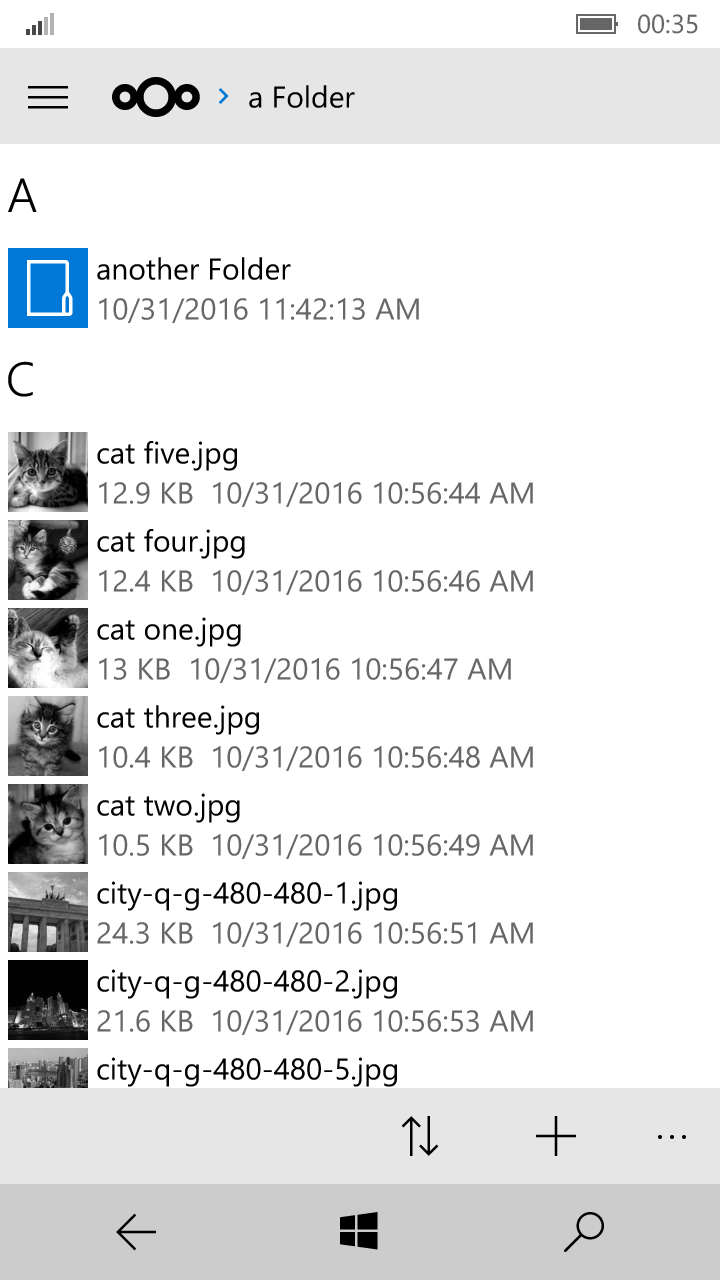 00:35
a Folder
A
another Folder
10/31/2016 11:42:13 AM
C
cat five.jpg
12.9 KB 10/31/2016 10:56:44 AM
cat four.jpg
12.4 KB 10/31/2016 10:56:46 AM
cat one.jpg
13 KB 10/31/2016 10:56:47 AM
cat three.jpg
10.4 KB 10/31/2016 10:56:48 AM
cat two.jpg
10.5 KB 10/31/2016 10:56:49 AM
city-q-g-480-480-1.jpg
24.3 KB 10/31/2016 10:56:51 AM
city-q-g-480-480-2.jpg
21.6 KB 10/31/2016 10:56:53 AM
city-q-g-480-480-5.jpg